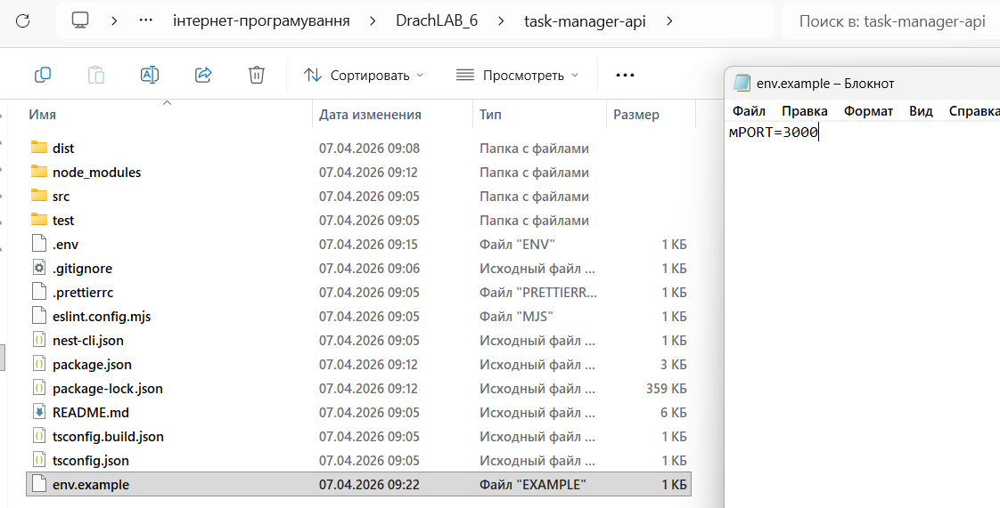 ··· > інтернет-програмування > DrachLAB_6 > task-manager-api >
Поиск в: task-manager-api
Сортировать
Просмотреть
···
Имя Дата изменения Тип Размер
dist 07.04.2026 09:08 Папка с файлами
node_modules 07.04.2026 09:12 Папка с файлами
src 07.04.2026 09:05 Папка с файлами
test 07.04.2026 09:05 Папка с файлами
.env 07.04.2026 09:15 Файл "ENV" 1 КБ
.gitignore 07.04.2026 09:06 Исходный файл ... 1 КБ
.prettierrc 07.04.2026 09:05 Файл "PRETTIERR... 1 КБ
eslint.config.mjs 07.04.2026 09:05 Файл "MJS" 1 КБ
nest-cli.json 07.04.2026 09:05 Исходный файл ... 1 КБ
package.json 07.04.2026 09:12 Исходный файл ... 3 КБ
package-lock.json 07.04.2026 09:12 Исходный файл ... 359 КБ
README.md 07.04.2026 09:05 Исходный файл ... 6 КБ
tsconfig.build.json 07.04.2026 09:05 Исходный файл ... 1 КБ
tsconfig.json 07.04.2026 09:05 Исходный файл ... 1 КБ
env.example 07.04.2026 09:22 Файл "EXAMPLE" 1 КБ
env.example – Блокнот
Файл Правка Формат Вид Справка
мPORT=3000